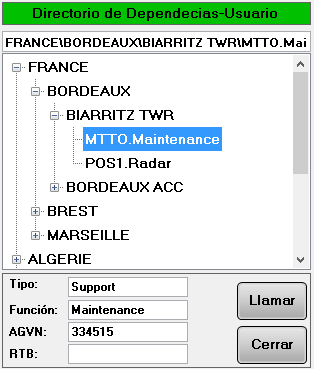 Directorio de Dependecias-Usuario
FRANCE\BORDEAUX\BIARRITZ TWR\MTTO.Mai
FRANCE
BORDEAUX
BIARRITZ TWR
MTTO.Maintenance
POS1.Radar
BORDEAUX ACC
BREST
MARSEILLE
ALGERIE
Tipo: Support
Función: Maintenance
AGVN: 334515
RTB:
Llamar
Cerrar